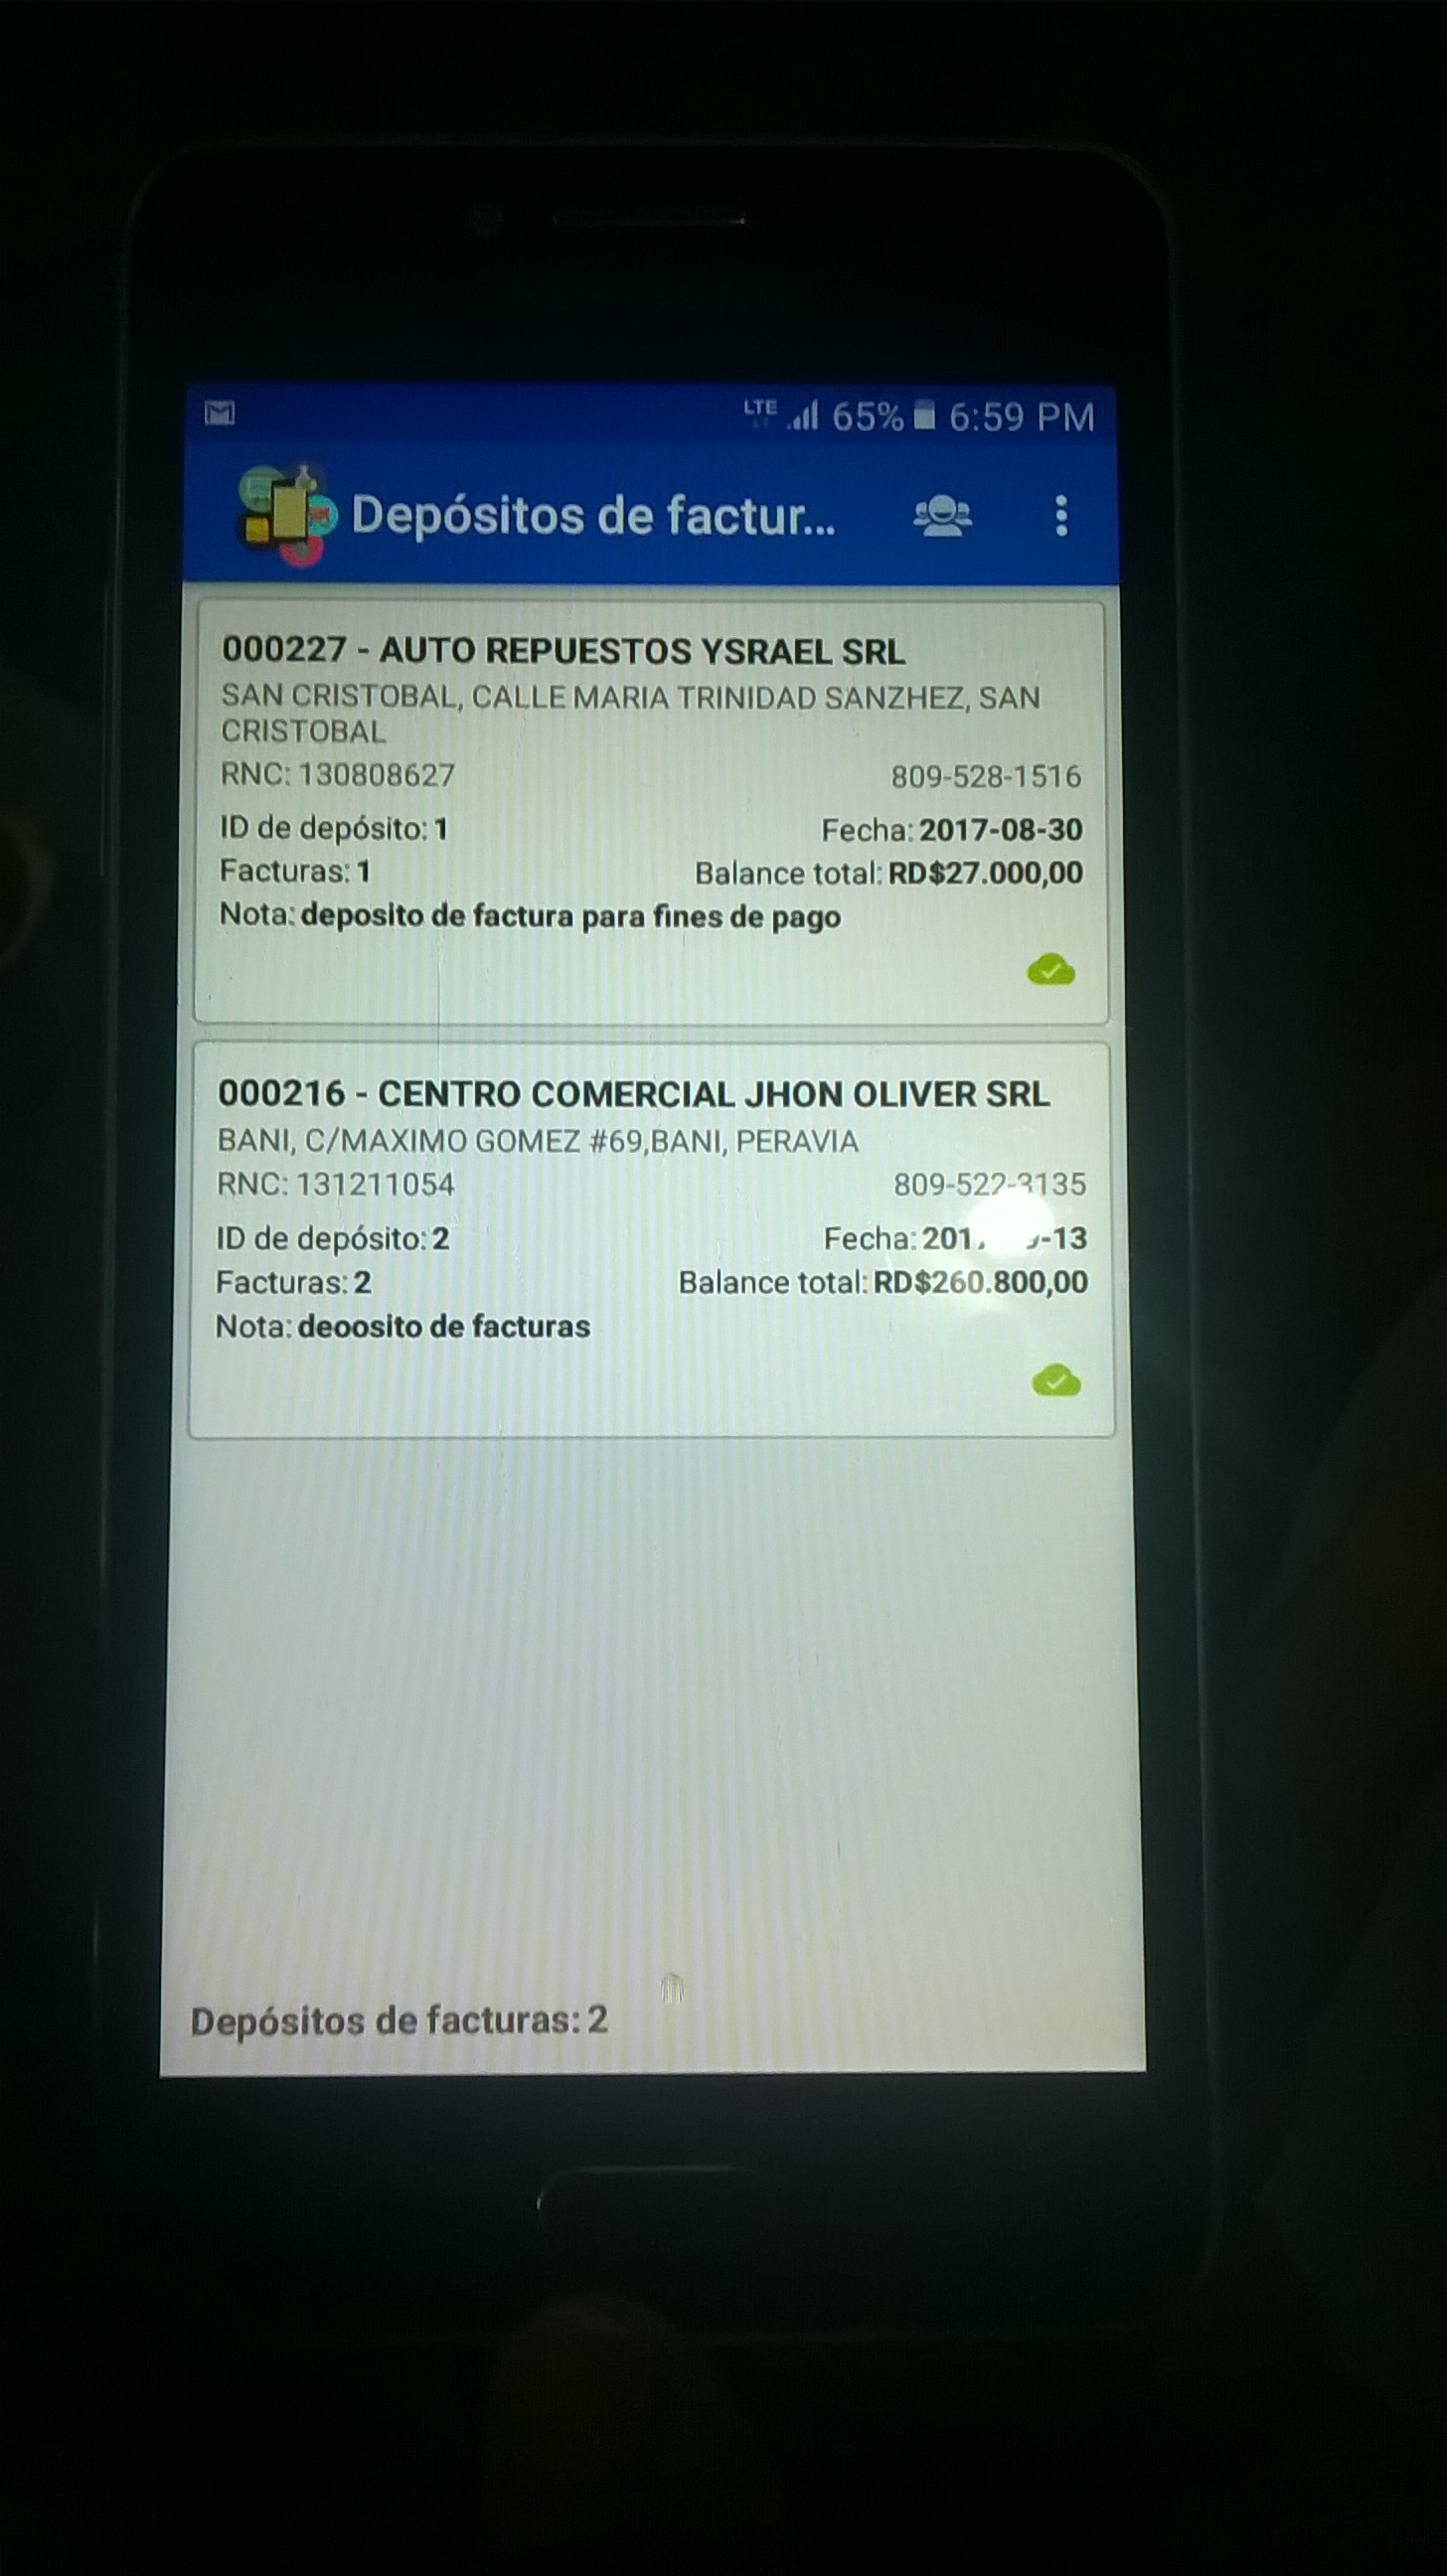 LTE 65% 6:59 PM
Depósitos de factur...
000227 - AUTO REPUESTOS YSRAEL SRL
SAN CRISTOBAL, CALLE MARIA TRINIDAD SANZHEZ, SAN
CRISTOBAL
RNC: 130808627 809-528-1516
ID de depósito: 1 Fecha: 2017-08-30
Facturas: 1 Balance total: RD$27.000,00
Nota: deposito de factura para fines de pago
000216 - CENTRO COMERCIAL JHON OLIVER SRL
BANI, C/MAXIMO GOMEZ #69,BANI, PERAVIA
RNC: 131211054 809-522-3135
ID de depósito: 2 Fecha:
Facturas: 2 Balance total: RD$260.800,00
Nota: deoosito de facturas
Depósitos de facturas: 2